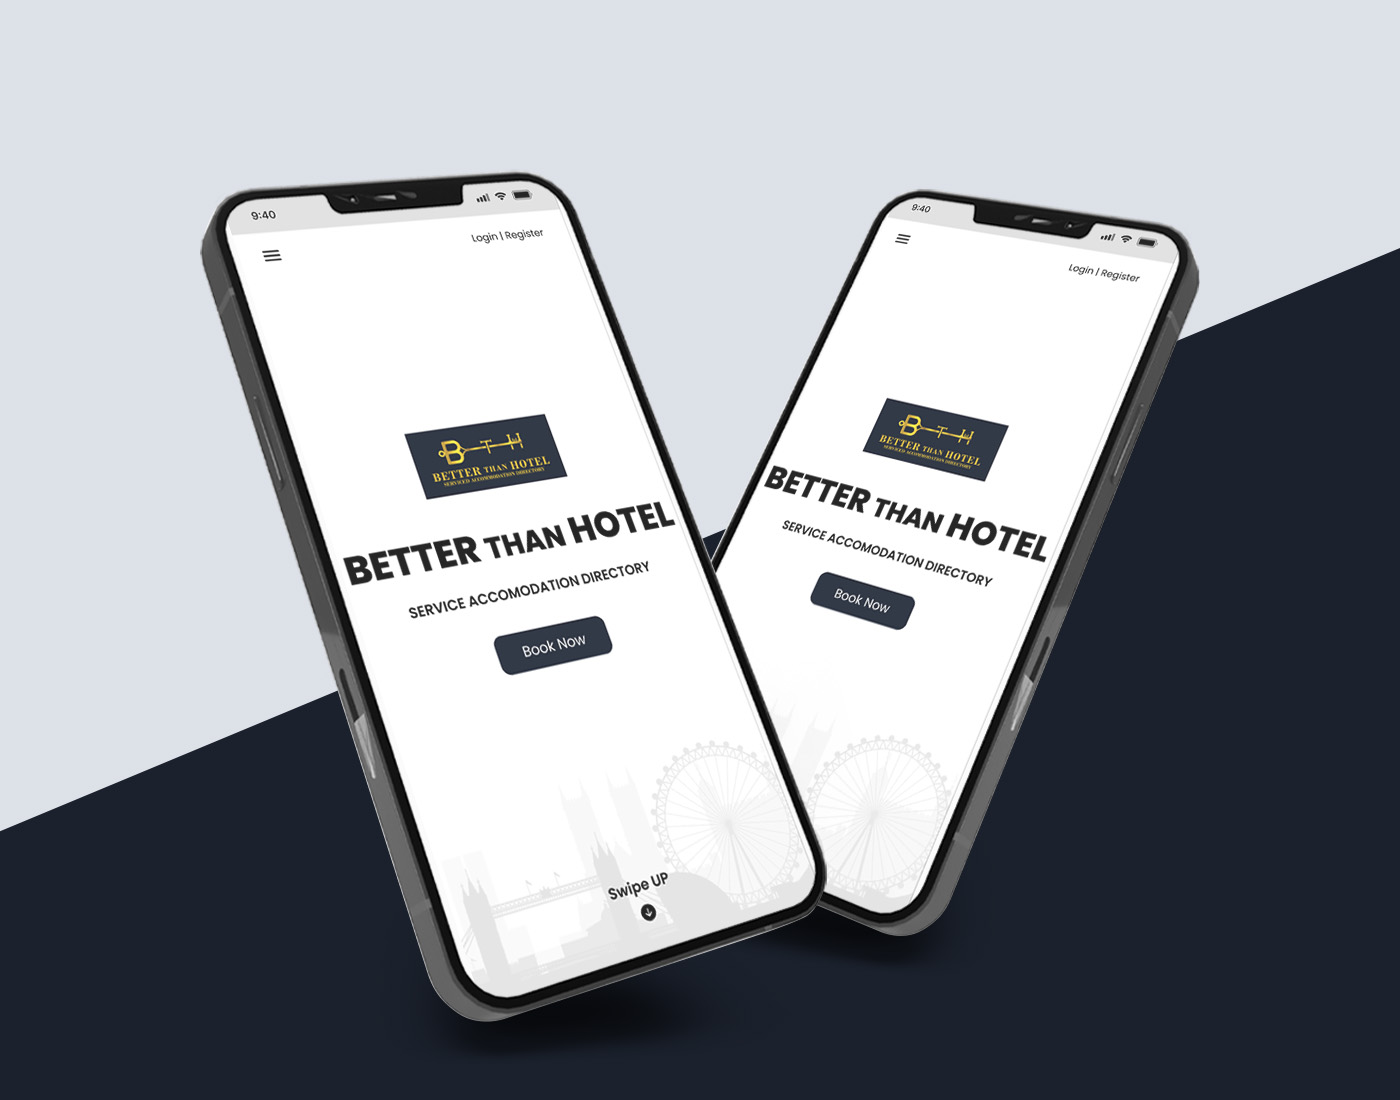 9:40
Login | Register
BTH
BETTER THAN HOTEL
SERVICED ACCOMMODATION DIRECTORY
BETTER THAN HOTEL
SERVICE ACCOMODATION DIRECTORY
Book Now
Swipe UP
9:40
Login | Register
BTH
BETTER THAN HOTEL
SERVICED ACCOMMODATION DIRECTORY
BETTER THAN HOTEL
SERVICE ACCOMODATION DIRECTORY
Book Now